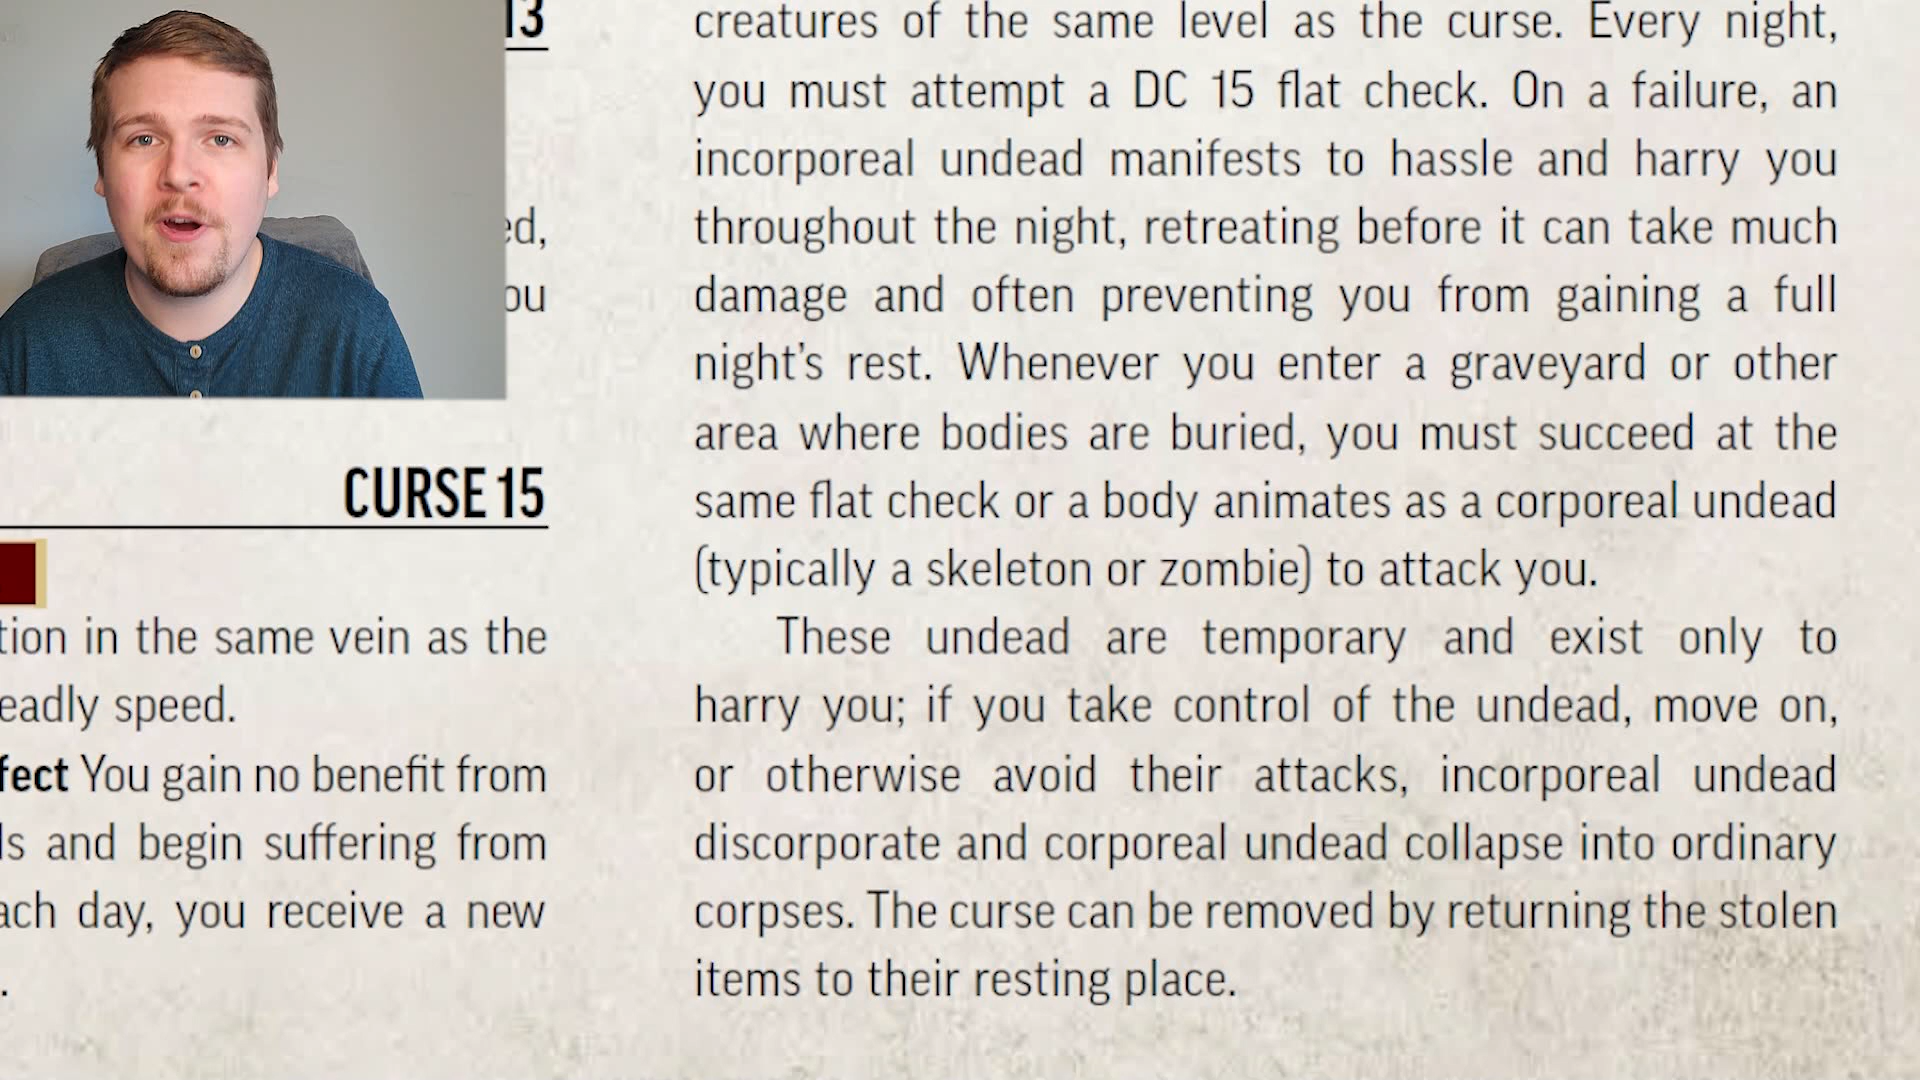 13
ed,
ou
CURSE 15
tion in the same vein as the
eadly speed.
fect You gain no benefit from
ls and begin suffering from
ach day, you receive a new
.
creatures of the same level as the curse. Every night,
you must attempt a DC 15 flat check. On a failure, an
incorporeal undead manifests to hassle and harry you
throughout the night, retreating before it can take much
damage and often preventing you from gaining a full
night’s rest. Whenever you enter a graveyard or other
area where bodies are buried, you must succeed at the
same flat check or a body animates as a corporeal undead
(typically a skeleton or zombie) to attack you.
These undead are temporary and exist only to
harry you; if you take control of the undead, move on,
or otherwise avoid their attacks, incorporeal undead
discorporate and corporeal undead collapse into ordinary
corpses. The curse can be removed by returning the stolen
items to their resting place.